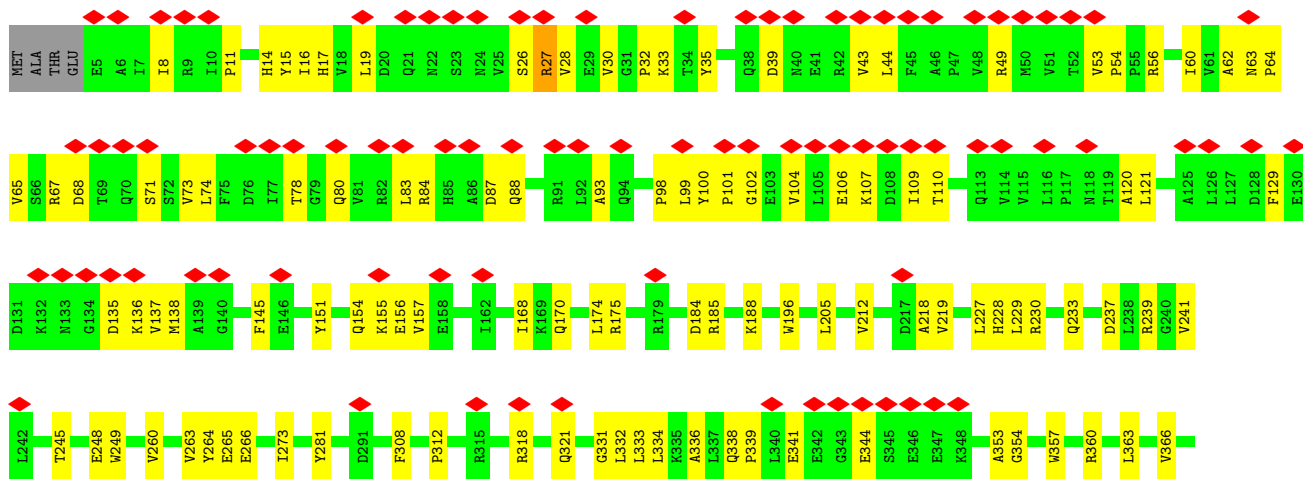 MET ALA THR GLU E5 A6 I7 I8 R9 I10 P11 H14 Y15 I16 H17 V18 L19 D20 Q21 N22 S23 N24 V25 S26 R27 V28 E29 V30 G31 P32 K33 T34 Y35 Q38 D39 N40 E41 R42 V43 L44 F45 A46 P47 V48 R49 M50 V51 T52 V53 P54 P55 R56 I60 V61 A62 N63 P64
V65 S66 R67 D68 T69 Q70 S71 S72 V73 L74 F75 D76 I77 T78 G79 Q80 V81 R82 L83 R84 H85 A86 D87 Q88 R91 L92 A93 Q94 P98 L99 Y100 P101 G102 E103 V104 L105 E106 K107 D108 I109 T110 Q113 V114 V115 L116 P117 N118 T119 A120 L121 A125 L126 L127 D128 F129 E130
D131 K132 N133 G134 D135 K136 V137 M138 A139 G140 F145 E146 Y151 Q154 K155 E156 V157 E158 I162 I168 K169 Q170 L174 R175 R179 D184 R185 K188 W196 L205 V212 D217 A218 V219 L227 H228 L229 R230 Q233 D237 L238 R239 G240 V241
L242 T245 E248 W249 V260 V263 Y264 E265 E266 I273 Y281 D291 F308 P312 R315 R318 Q321 G331 L332 L333 L334 K335 A336 L337 Q338 P339 L340 E341 E342 G343 E344 S345 E346 E347 K348 A353 G354 W357 R360 L363 V366